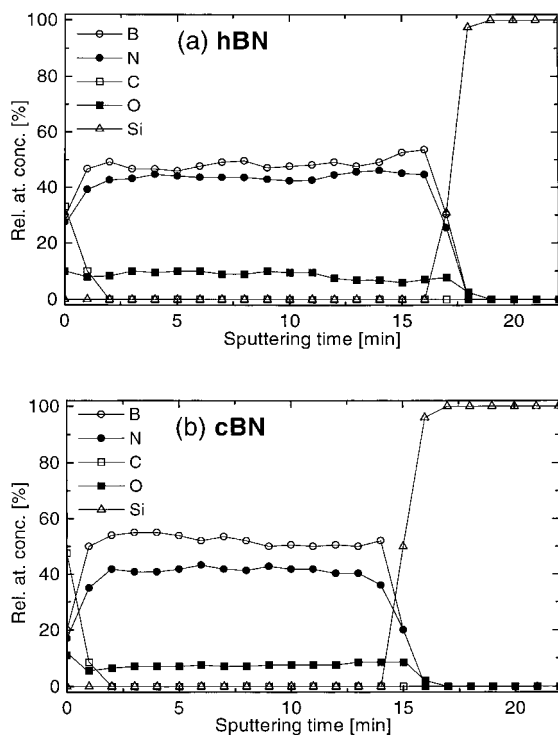 (a) hBN
B
N
C
O
Si
Rel. at. conc. [%]
100
80
60
40
20
0
0 5 10 15 20
Sputtering time [min]
(b) cBN
B
N
C
O
Si
Rel. at. conc. [%]
100
80
60
40
20
0
0 5 10 15 20
Sputtering time [min]